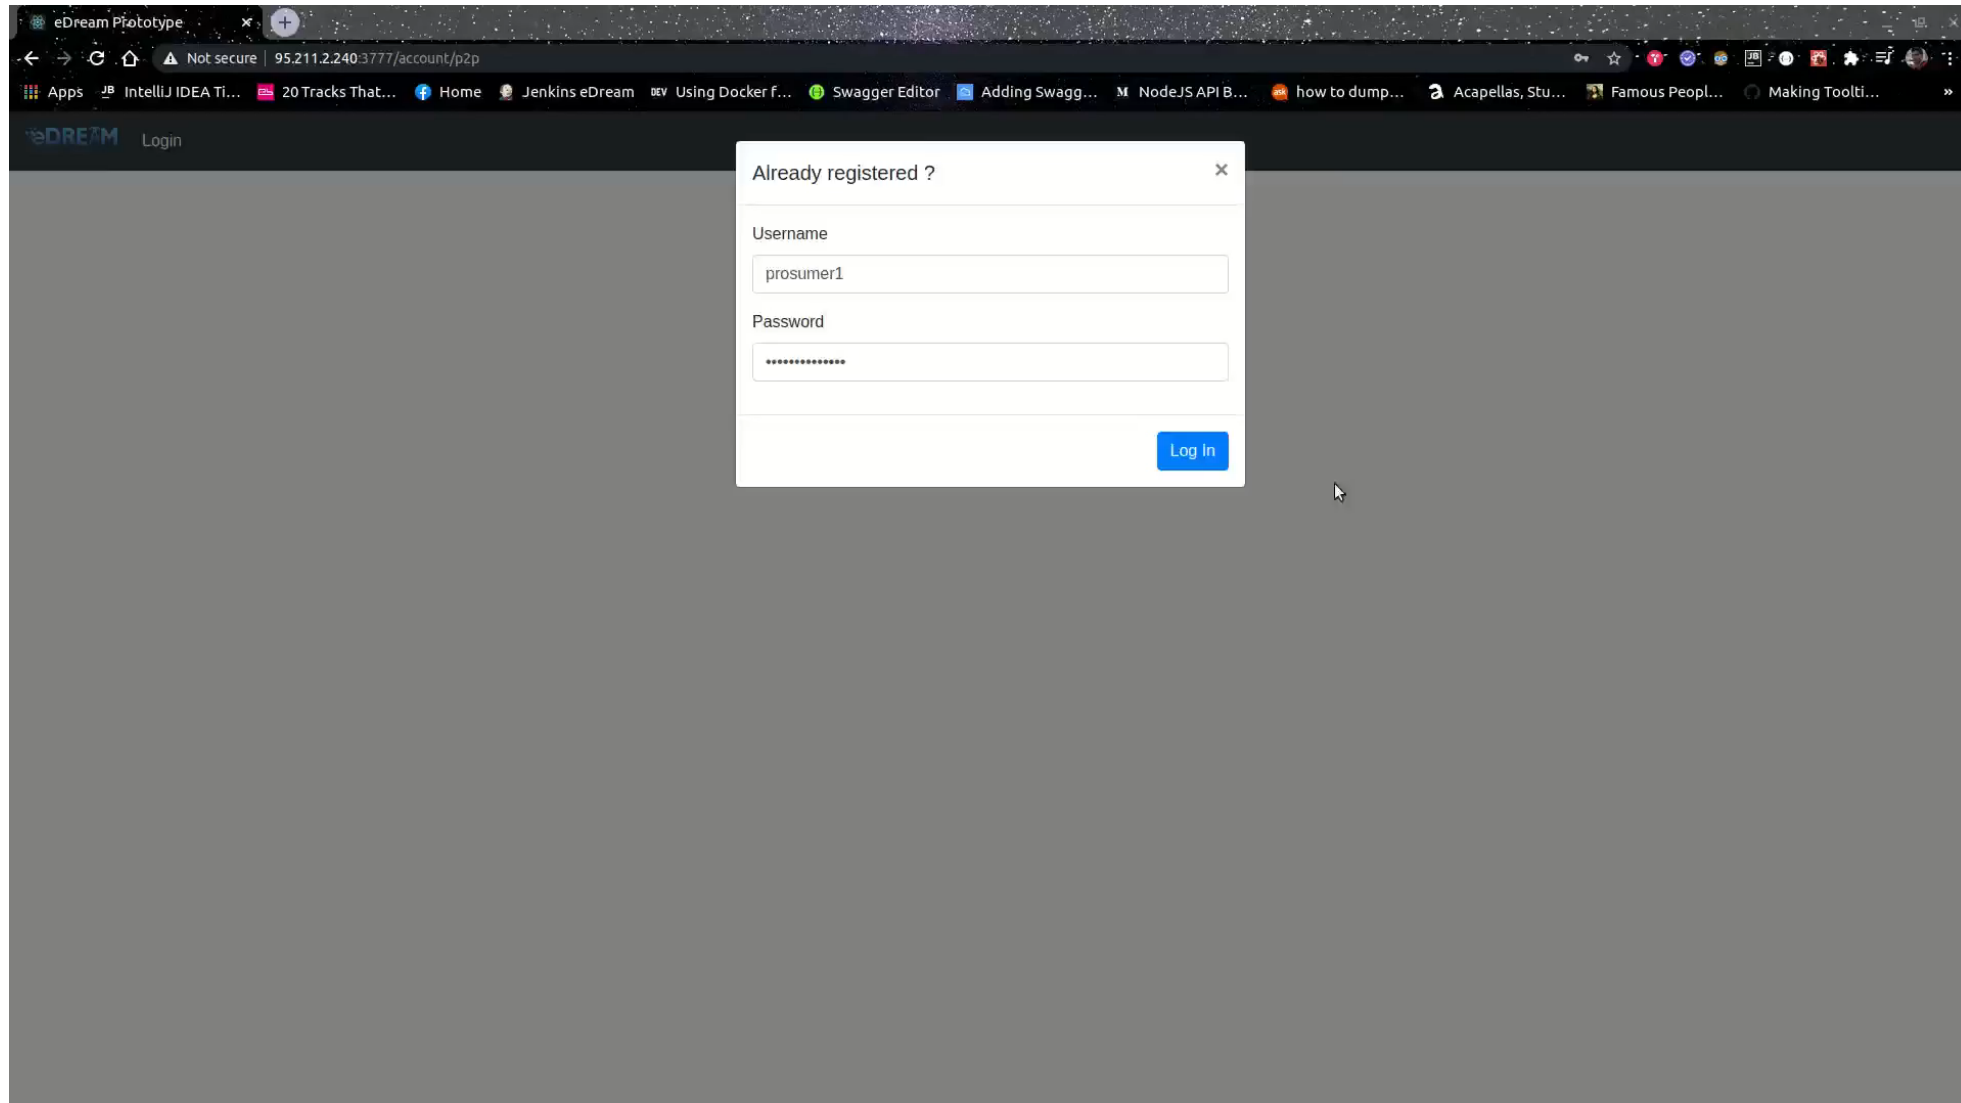 eDream Prototype
Not secure 95.211.2.240:3777/account/p2p
Apps IntelliJ IDEA Ti... 20 Tracks That... Home Jenkins eDream DEV Using Docker f... Swagger Editor Adding Swagg... M NodeJS API B... ask how to dump... a Acapellas, Stu... Famous Peopl... Making Toolti... »
eDREAM Login
Already registered ?
Username
prosumer1
Password
••••••••••••••
Log In